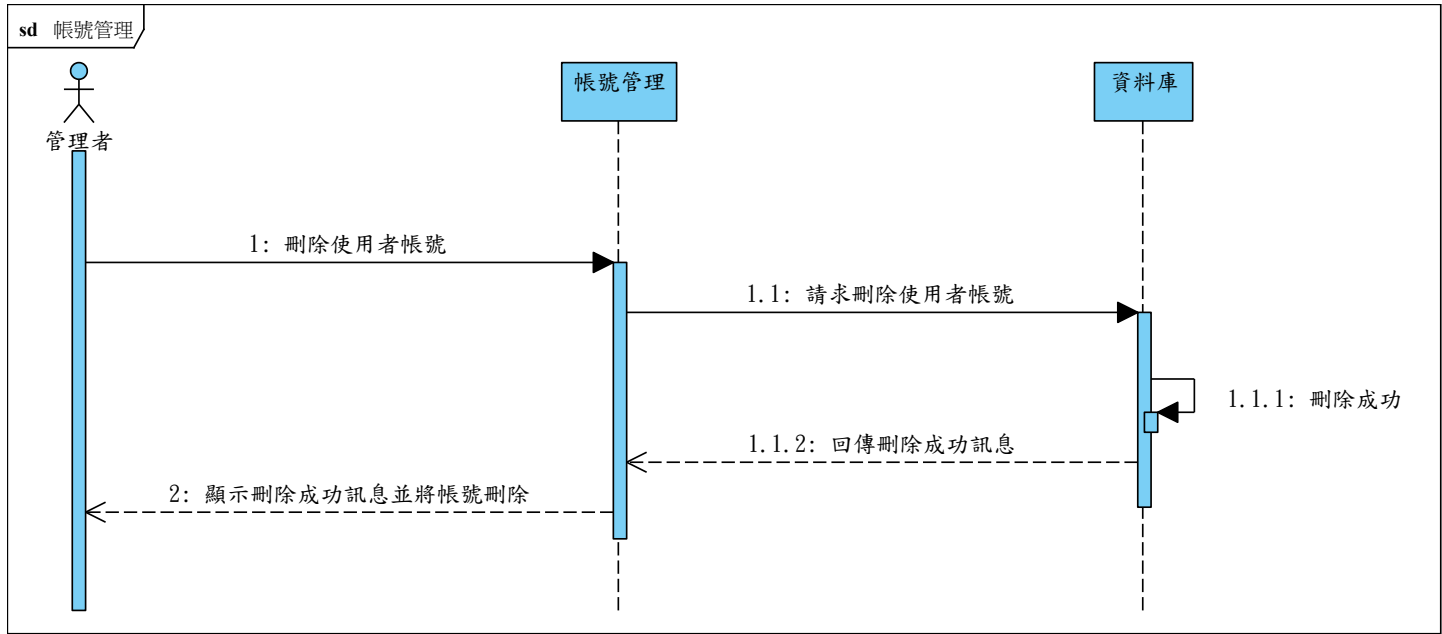 sd 帳號管理
管理者
帳號管理
資料庫
1: 刪除使用者帳號
1.1: 請求刪除使用者帳號
1.1.1: 刪除成功
1.1.2: 回傳刪除成功訊息
2: 顯示刪除成功訊息並將帳號刪除